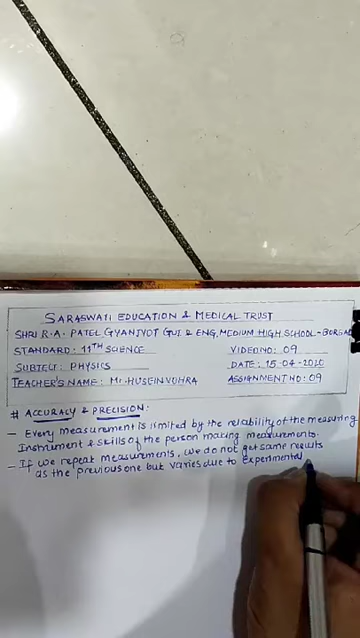 SARASWATI EDUCATION & MEDICAL TRUST
SHRI R.A. PATEL GYANJYOT GUJ & ENG. MEDIUM HIGH SCHOOL - BORSAD
STANDARD: 11TH SCIENCE VIDEO NO: 09
SUBJECT: PHYSICS DATE: 15-04-2020
TEACHER'S NAME: Mr. HUSEIN VOHRA ASSIGNMENT NO: 09
# ACCURACY & PRECISION:
- Every measurement is limited by the reliability of the measuring
Instrument & skills of the person making measurements.
- If we repeat measurements, we do not get same results
as the previous one but varies due to experimental